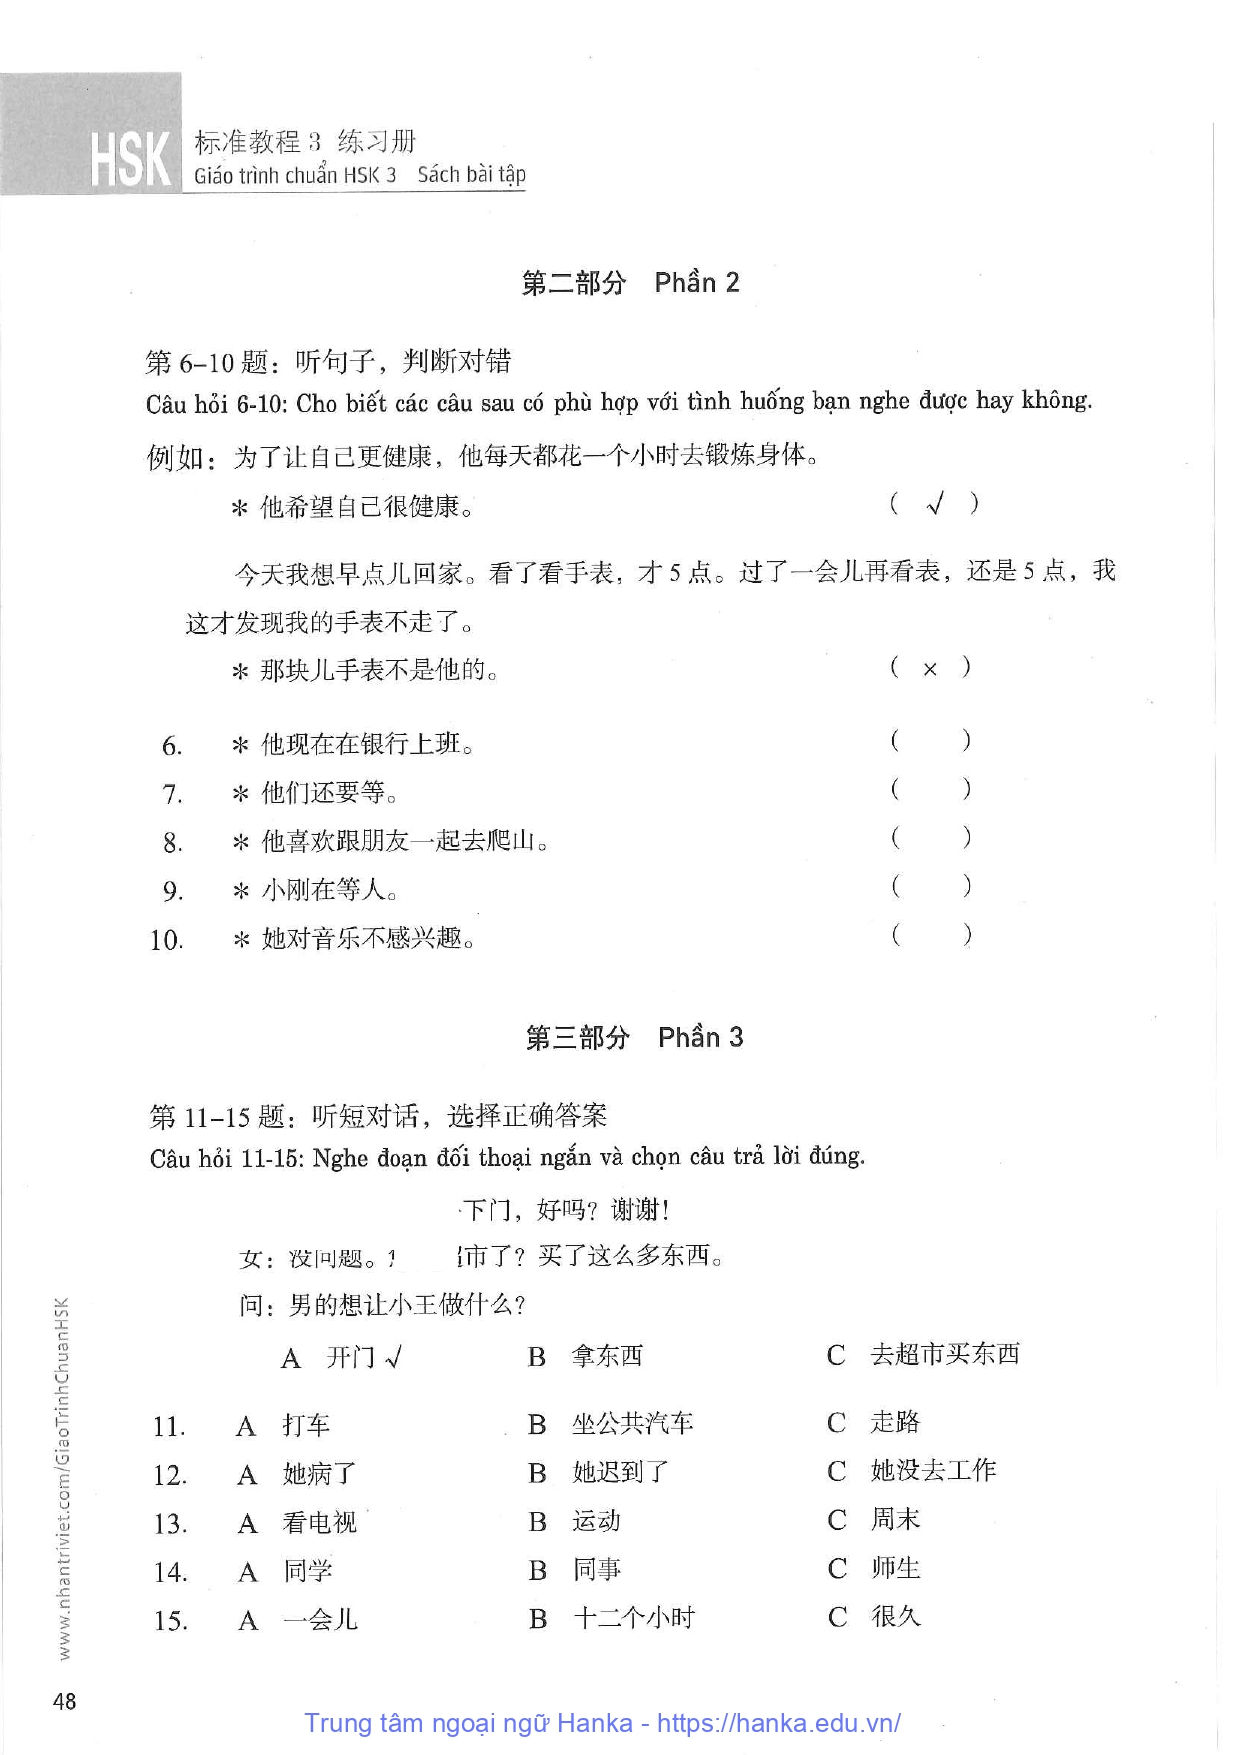 HSK 标准教程 3 练习册
Giáo trình chuẩn HSK 3 Sách bài tập
第二部分 Phần 2
第 6–10 题：听句子，判断对错
Câu hỏi 6-10: Cho biết các câu sau có phù hợp với tình huống bạn nghe được hay không.
例如：为了让自己更健康，他每天都花一个小时去锻炼身体。
＊ 他希望自己很健康。 （ √ ）
今天我想早点儿回家。看了看手表，才 5 点。过了一会儿再看表，还是 5 点，我
这才发现我的手表不走了。
＊ 那块儿手表不是他的。 （ × ）
6. ＊ 他现在在银行上班。 （ ）
7. ＊ 他们还要等。 （ ）
8. ＊ 他喜欢跟朋友一起去爬山。 （ ）
9. ＊ 小刚在等人。 （ ）
10. ＊ 她对音乐不感兴趣。 （ ）
第三部分 Phần 3
第 11–15 题：听短对话，选择正确答案
Câu hỏi 11-15: Nghe đoạn đối thoại ngắn và chọn câu trả lời đúng.
下门，好吗？谢谢！
女：没问题。 市了？买了这么多东西。
问：男的想让小王做什么？
A 开门 √ B 拿东西 C 去超市买东西
11. A 打车 B 坐公共汽车 C 走路
12. A 她病了 B 她迟到了 C 她没去工作
13. A 看电视 B 运动 C 周末
14. A 同学 B 同事 C 师生
15. A 一会儿 B 十二个小时 C 很久
www.nhantriviet.com/GiaoTrinhChuanHSK
48
Trung tâm ngoại ngữ Hanka - https://hanka.edu.vn/